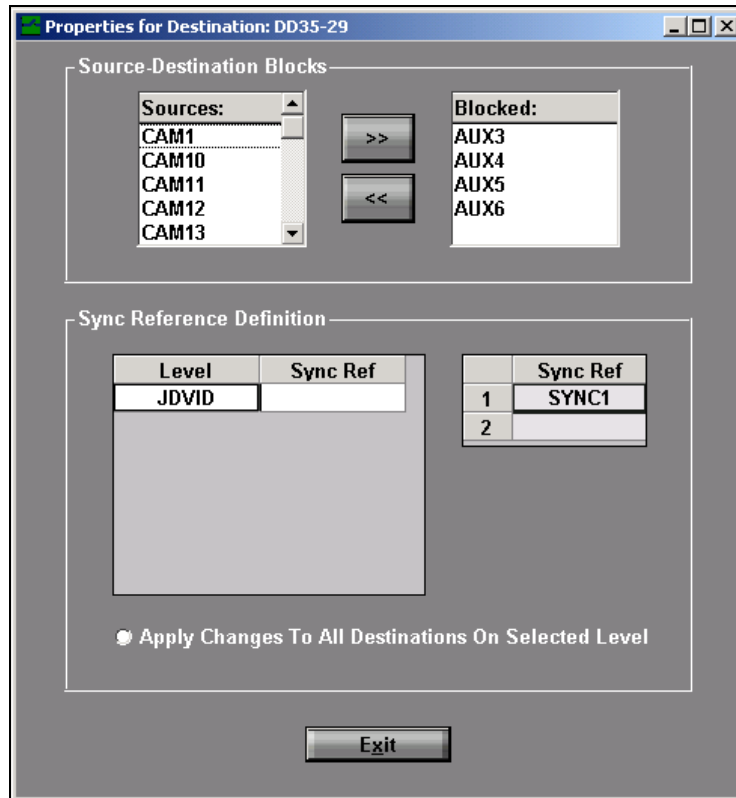 Properties for Destination: DD35-29
Source-Destination Blocks
Sources:
CAM1
CAM10
CAM11
CAM12
CAM13
>>
<<
Blocked:
AUX3
AUX4
AUX5
AUX6
Sync Reference Definition
Level Sync Ref
JDVID
Sync Ref
1 SYNC1
2
Apply Changes To All Destinations On Selected Level
Exit